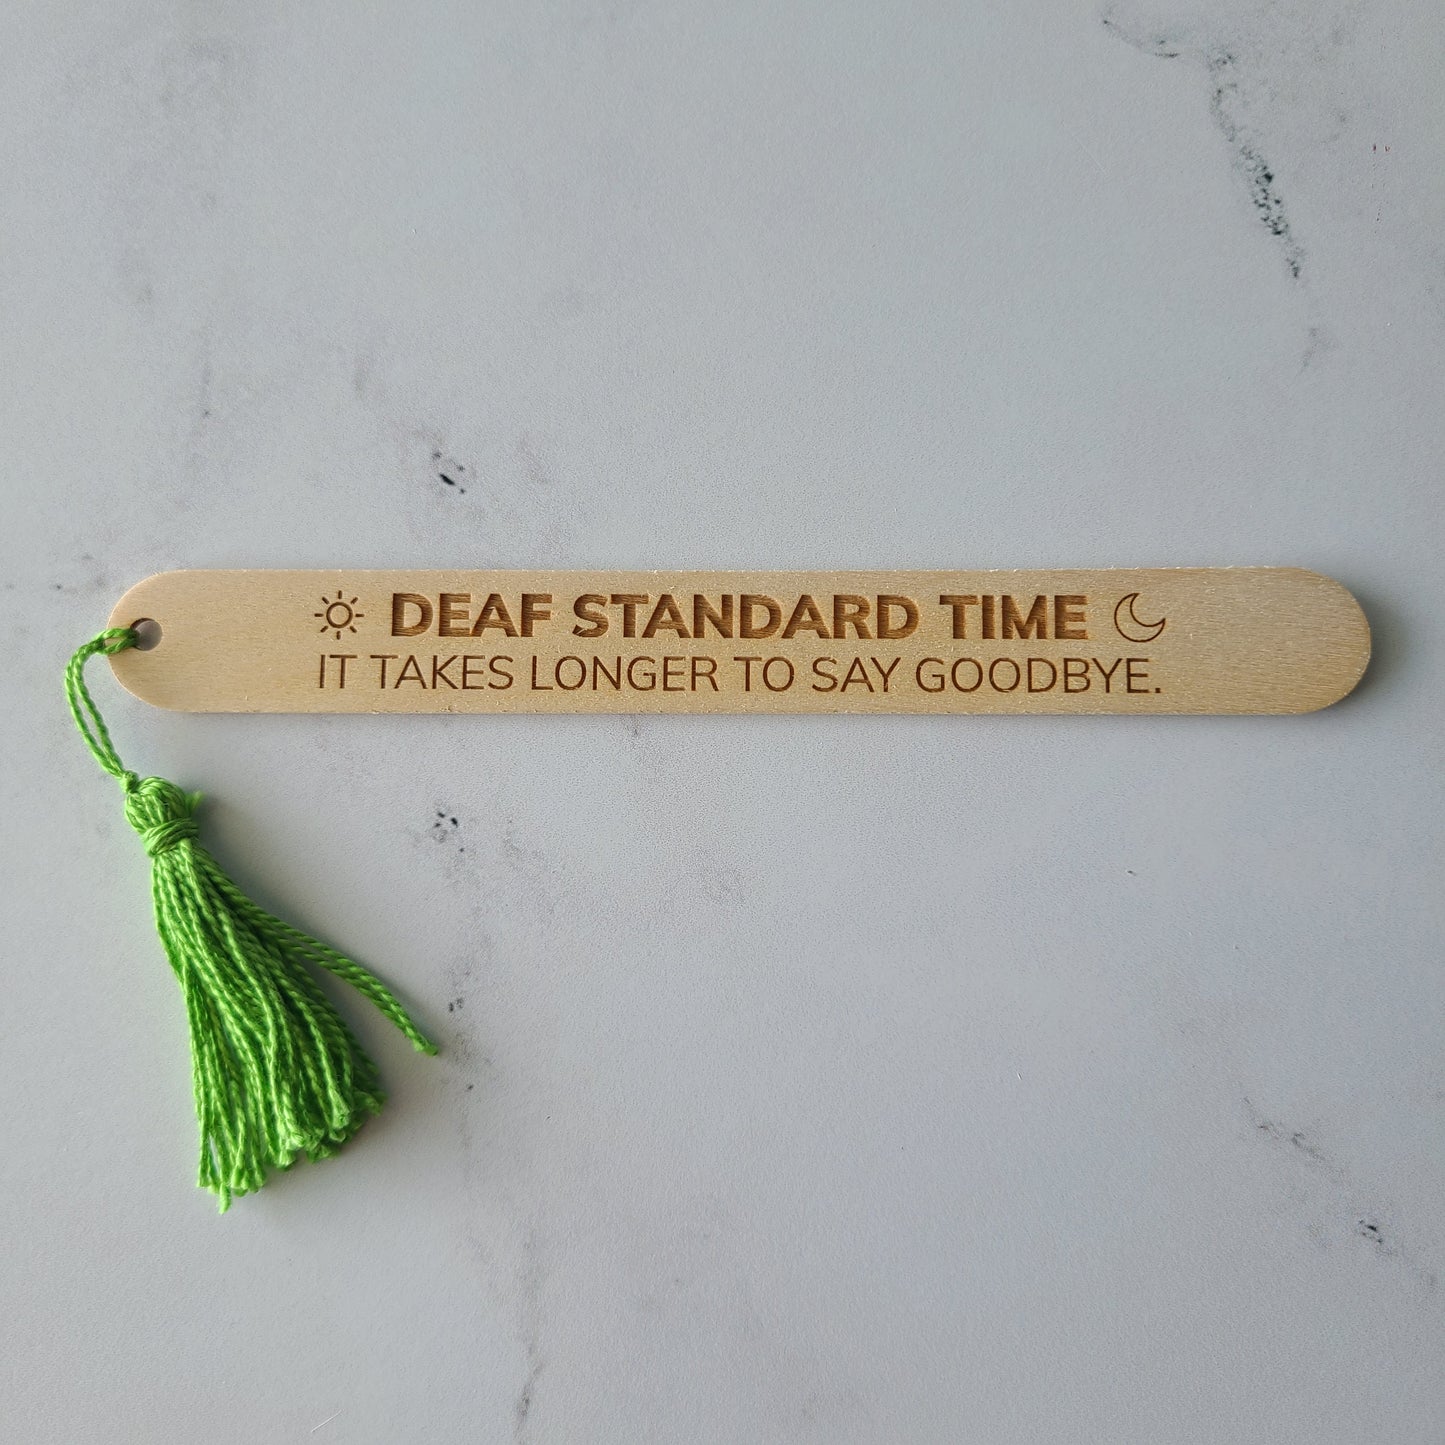 DEAF STANDARD TIME
IT TAKES LONGER TO SAY GOODBYE.